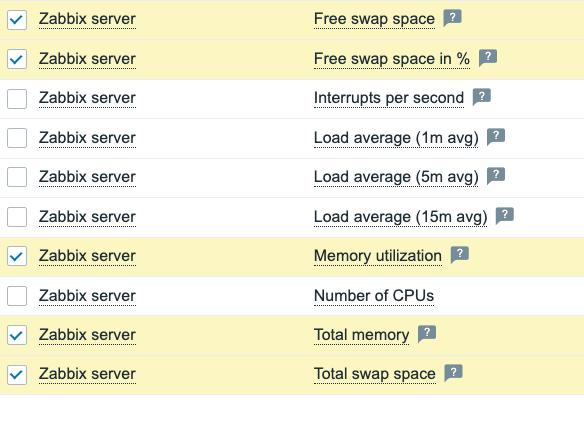 Zabbix server Free swap space ?
Zabbix server Free swap space in % ?
Zabbix server Interrupts per second ?
Zabbix server Load average (1m avg) ?
Zabbix server Load average (5m avg) ?
Zabbix server Load average (15m avg) ?
Zabbix server Memory utilization ?
Zabbix server Number of CPUs
Zabbix server Total memory ?
Zabbix server Total swap space ?